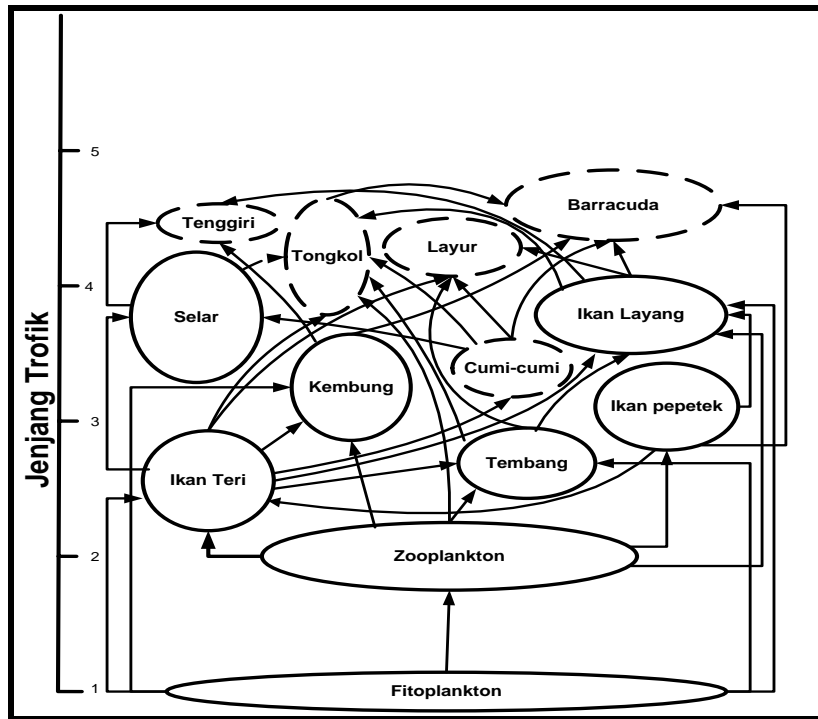 Jenjang Trofik
5
4
3
2
1
Barracuda
Tenggiri
Layur
Tongkol
Selar
Ikan Layang
Cumi-cumi
Kembung
Ikan pepetek
Ikan Teri
Tembang
Zooplankton
Fitoplankton